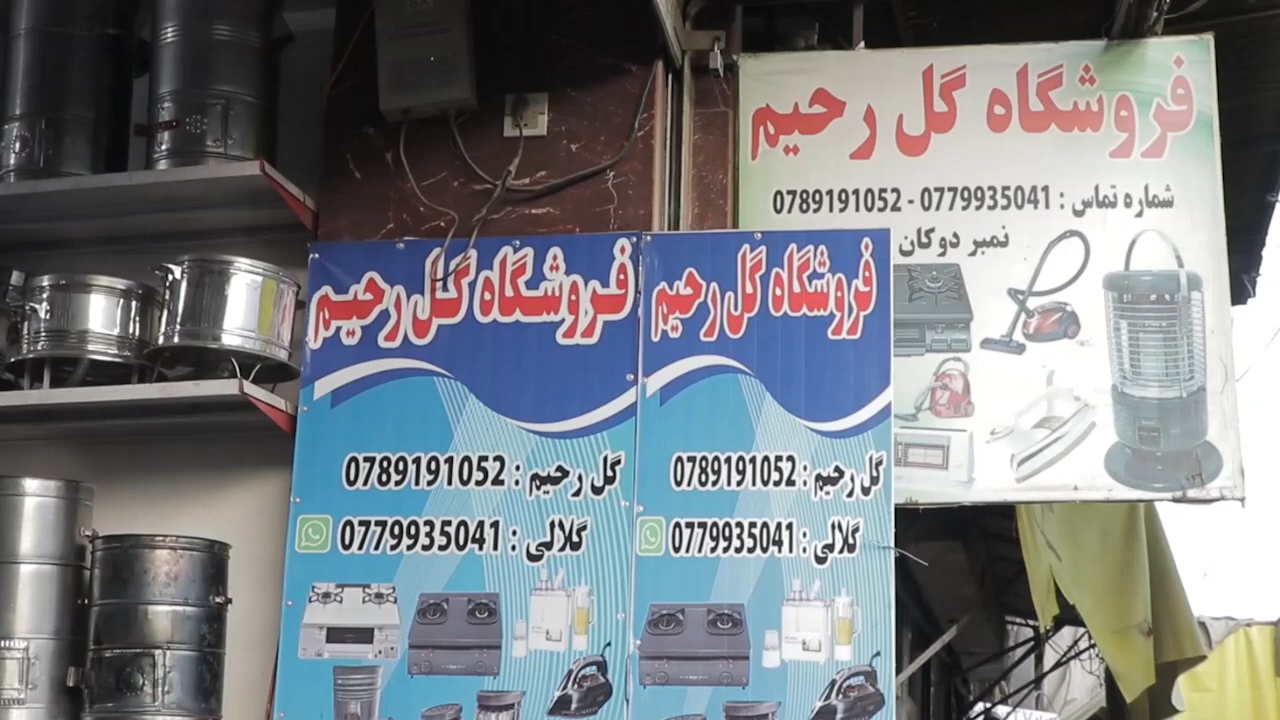 فروشگاه گل رحیم
شماره تماس : 0779935041 - 0789191052
نمبر دوکان
فروشگاه گل رحیم
گل رحیم : 0789191052
گلالی : 0779935041
فروشگاه گل رحیم
گل رحیم : 0789191052
گلالی : 0779935041